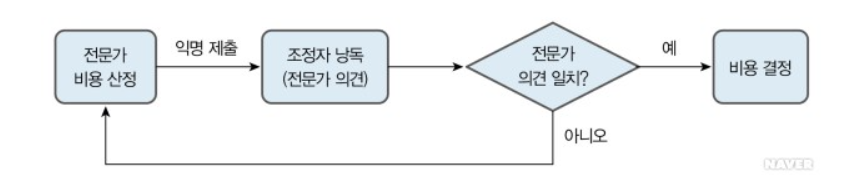 전문가
비용 산정
익명 제출
조정자 낭독
(전문가 의견)
전문가
의견 일치?
예
비용 결정
아니오
NAVER